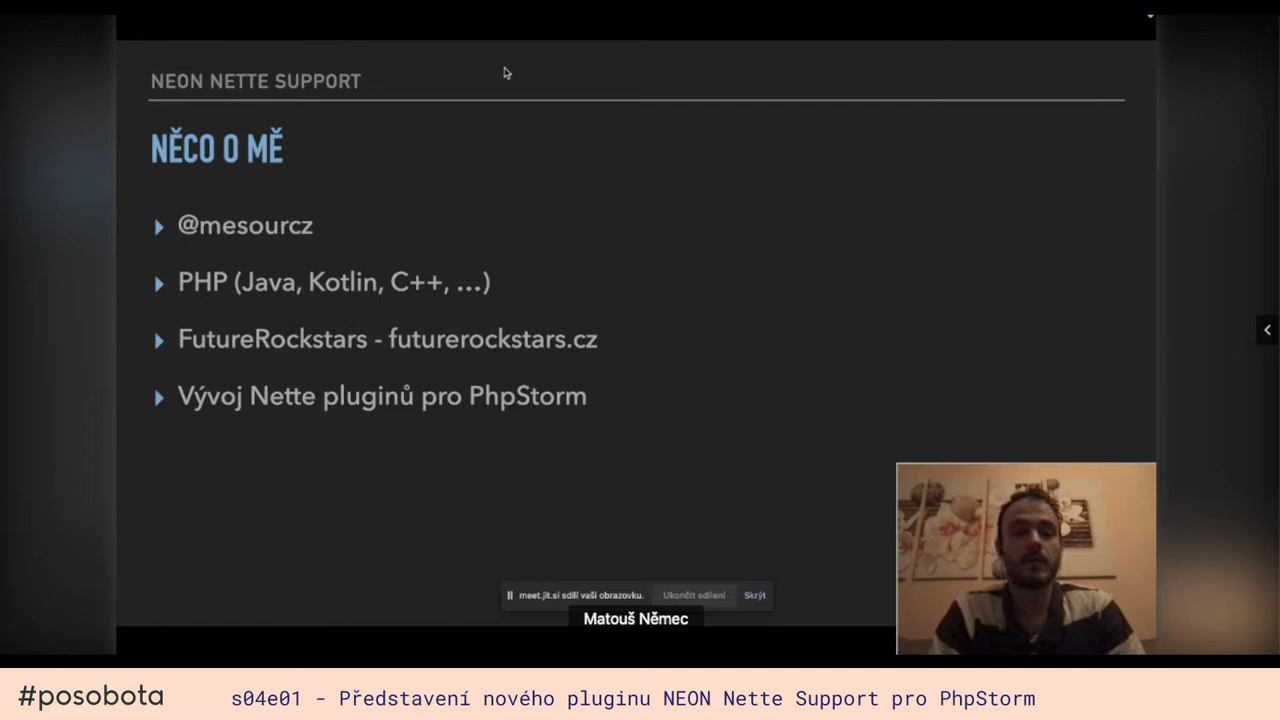 NEON NETTE SUPPORT
NĚCO O MĚ
@mesourcz
PHP (Java, Kotlin, C++, ...)
FutureRockstars - futurerockstars.cz
Vývoj Nette pluginů pro PhpStorm
meet.jit.si sdílí vaši obrazovku. Ukončit sdílení Skrýt
Matouš Němec
#posobota s04e01 - Představení nového pluginu NEON Nette Support pro PhpStorm